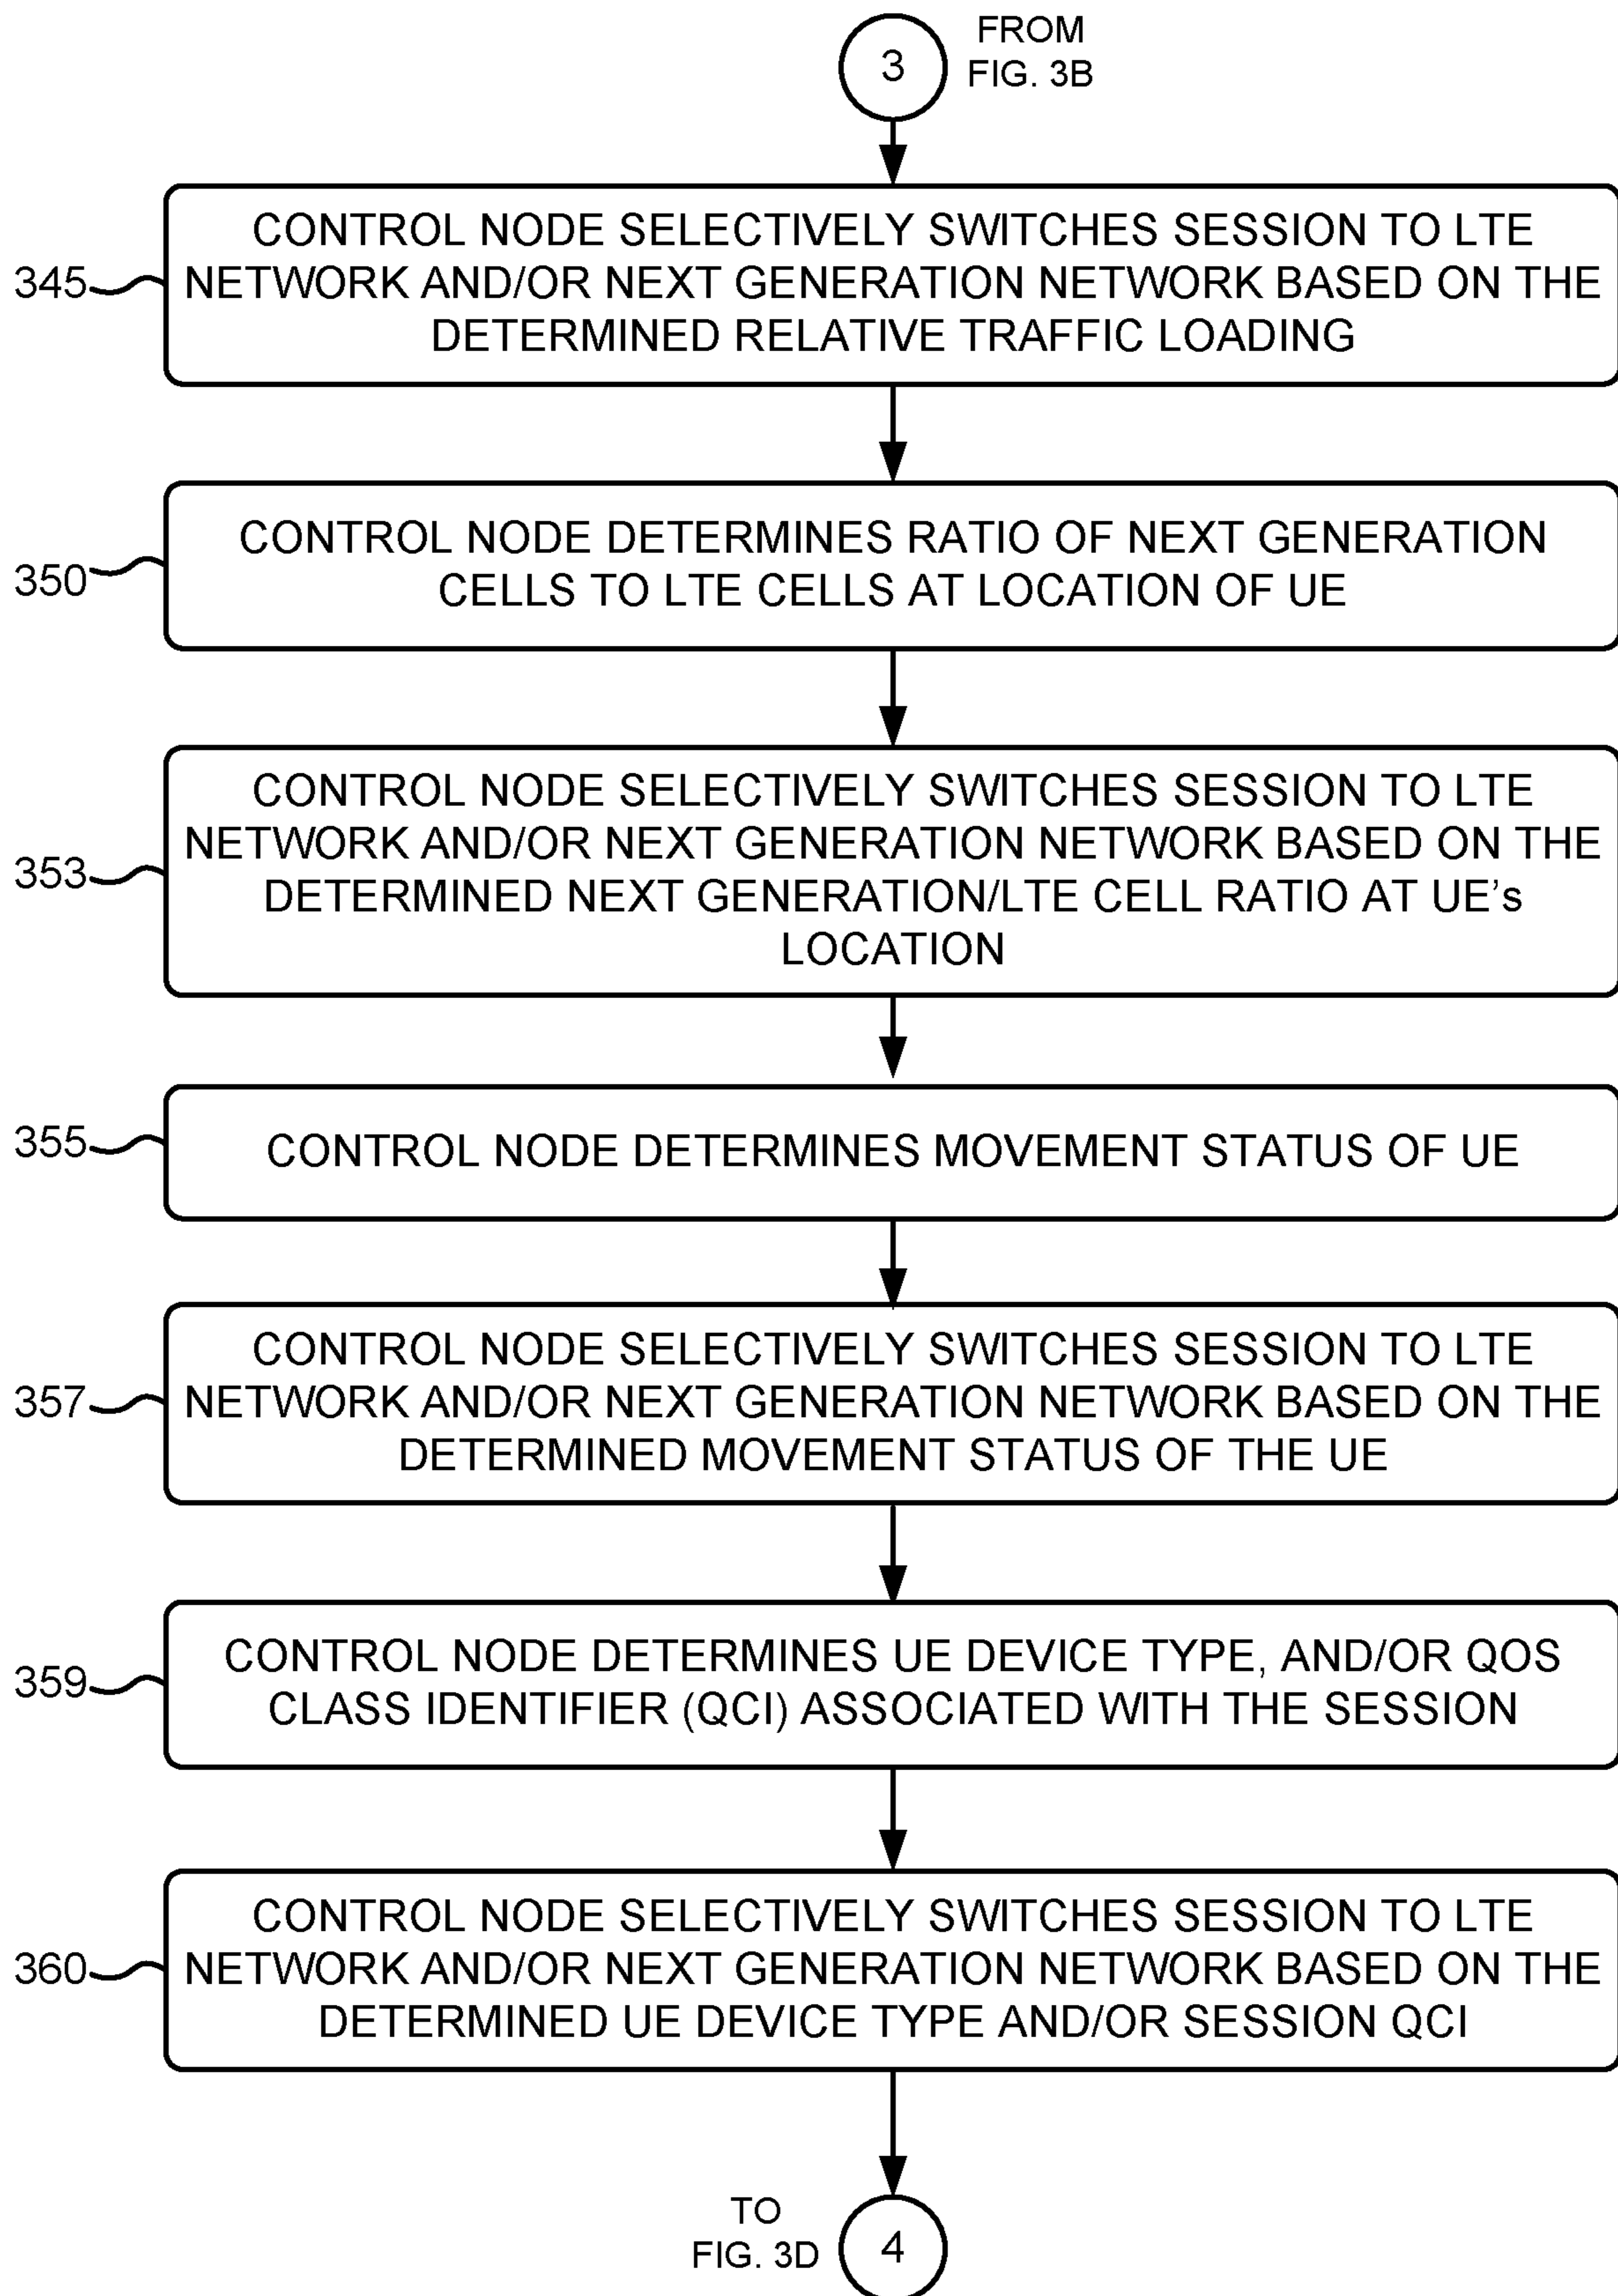 3
FROM
FIG. 3B
345
CONTROL NODE SELECTIVELY SWITCHES SESSION TO LTE
NETWORK AND/OR NEXT GENERATION NETWORK BASED ON THE
DETERMINED RELATIVE TRAFFIC LOADING
350
CONTROL NODE DETERMINES RATIO OF NEXT GENERATION
CELLS TO LTE CELLS AT LOCATION OF UE
353
CONTROL NODE SELECTIVELY SWITCHES SESSION TO LTE
NETWORK AND/OR NEXT GENERATION NETWORK BASED ON THE
DETERMINED NEXT GENERATION/LTE CELL RATIO AT UE's
LOCATION
355
CONTROL NODE DETERMINES MOVEMENT STATUS OF UE
357
CONTROL NODE SELECTIVELY SWITCHES SESSION TO LTE
NETWORK AND/OR NEXT GENERATION NETWORK BASED ON THE
DETERMINED MOVEMENT STATUS OF THE UE
359
CONTROL NODE DETERMINES UE DEVICE TYPE, AND/OR QOS
CLASS IDENTIFIER (QCI) ASSOCIATED WITH THE SESSION
360
CONTROL NODE SELECTIVELY SWITCHES SESSION TO LTE
NETWORK AND/OR NEXT GENERATION NETWORK BASED ON THE
DETERMINED UE DEVICE TYPE AND/OR SESSION QCI
TO
FIG. 3D
4